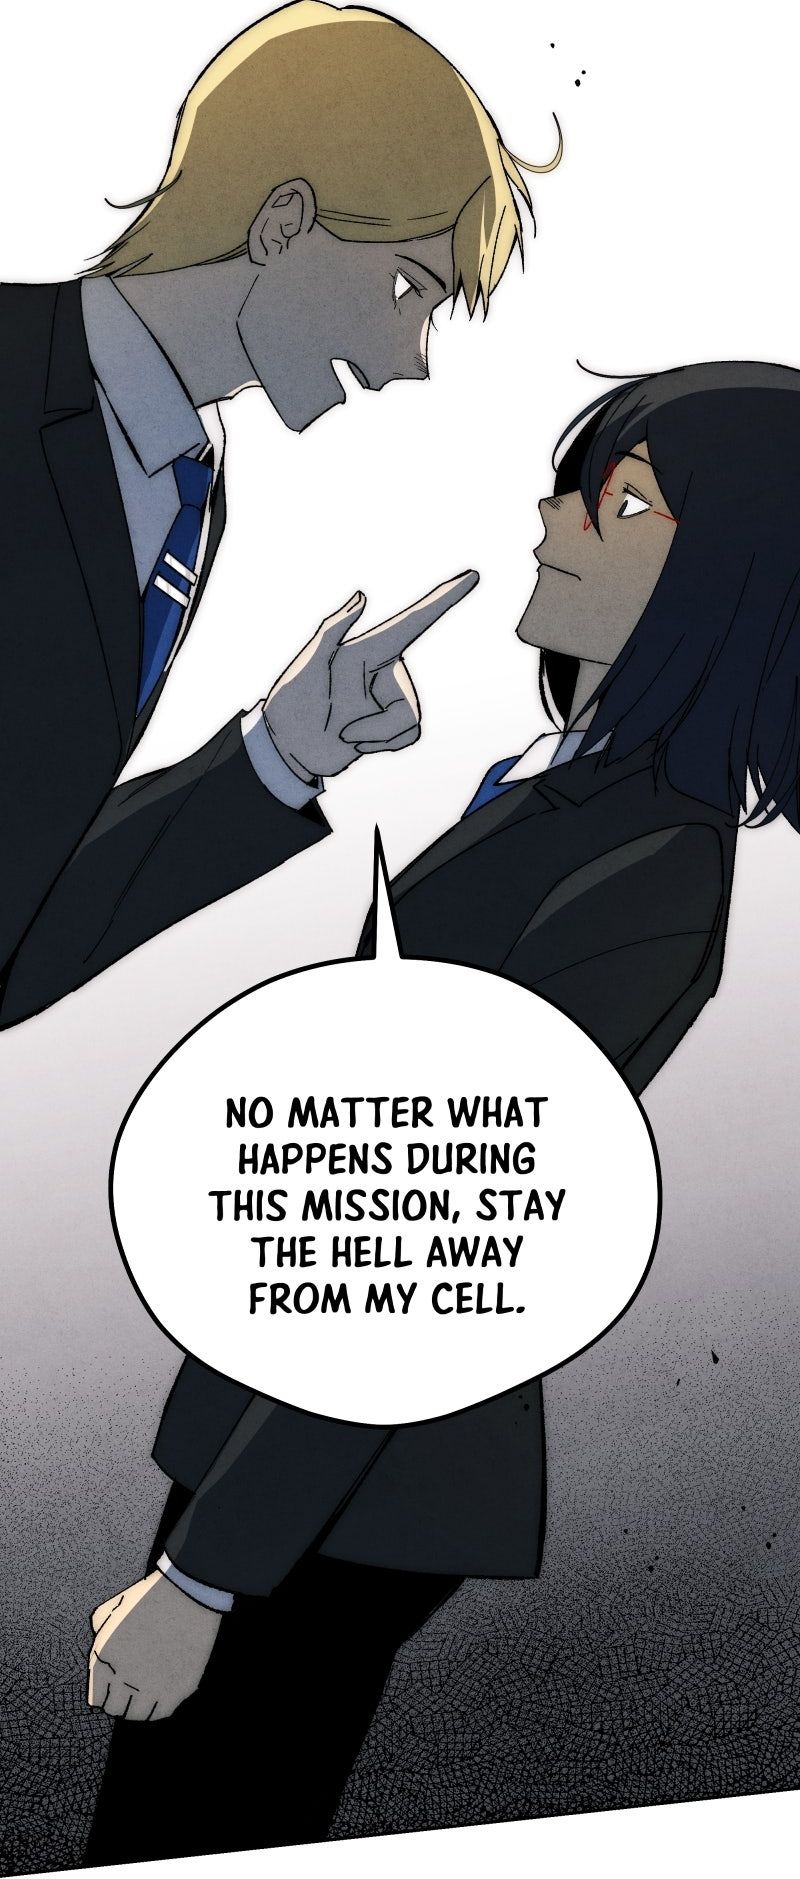 NO MATTER WHAT
HAPPENS DURING
THIS MISSION, STAY
THE HELL AWAY
FROM MY CELL.